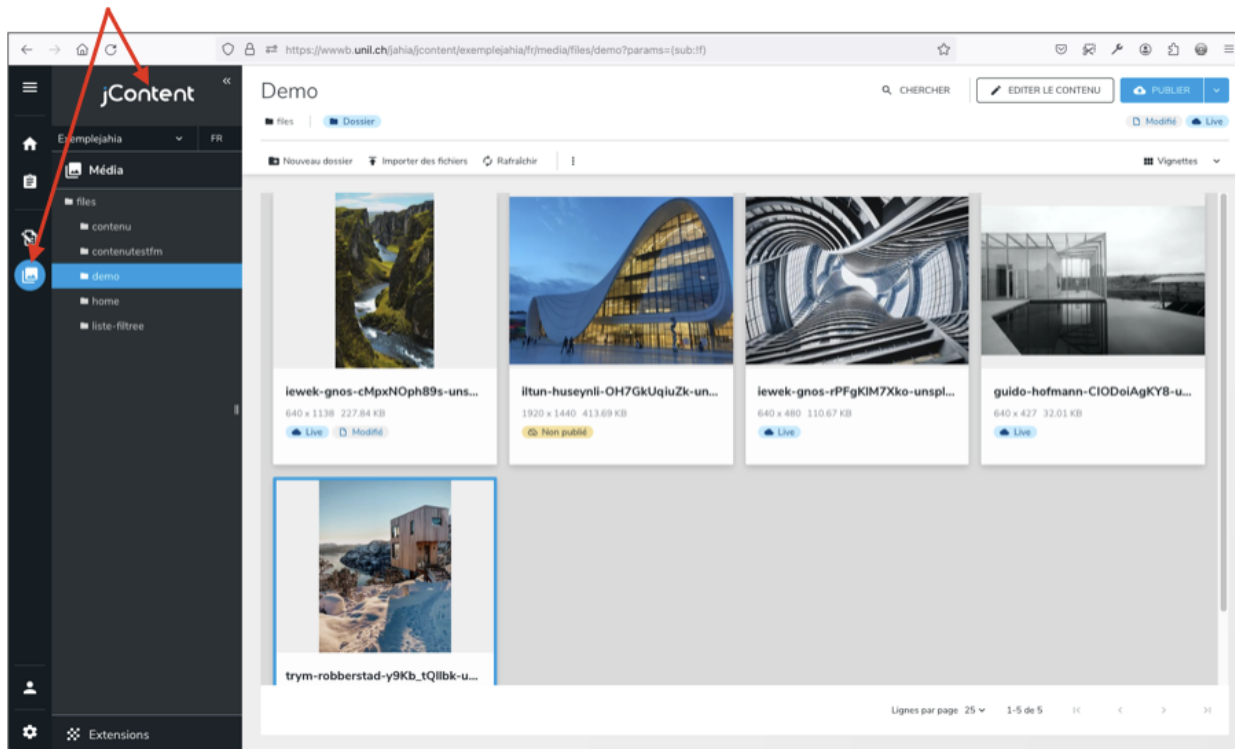 https://wwwb.unil.ch/jahia/jcontent/exemplejahia/fr/media/files/demo?params=(sub:!f)
jContent
Exemplejahia
FR
Média
files
contenu
contenutestfm
demo
home
liste-filtree
Extensions
Demo
CHERCHER
EDITER LE CONTENU
PUBLIER
files
Dossier
Modifié
Live
Nouveau dossier
Importer des fichiers
Rafraîchir
Vignettes
iewek-gnos-cMpxNOph89s-uns...
640 x 1138 227.84 KB
Live Modifié
iltun-huseynli-OH7GkUqiuZk-un...
1920 x 1440 413.69 KB
Non publié
iewek-gnos-rPFgKlM7Xko-unspl...
640 x 480 110.67 KB
Live
guido-hofmann-CIODoiAgKY8-u...
640 x 427 32.01 KB
Live
trym-robberstad-y9Kb_tQllbk-u...
Lignes par page 25 1-5 de 5